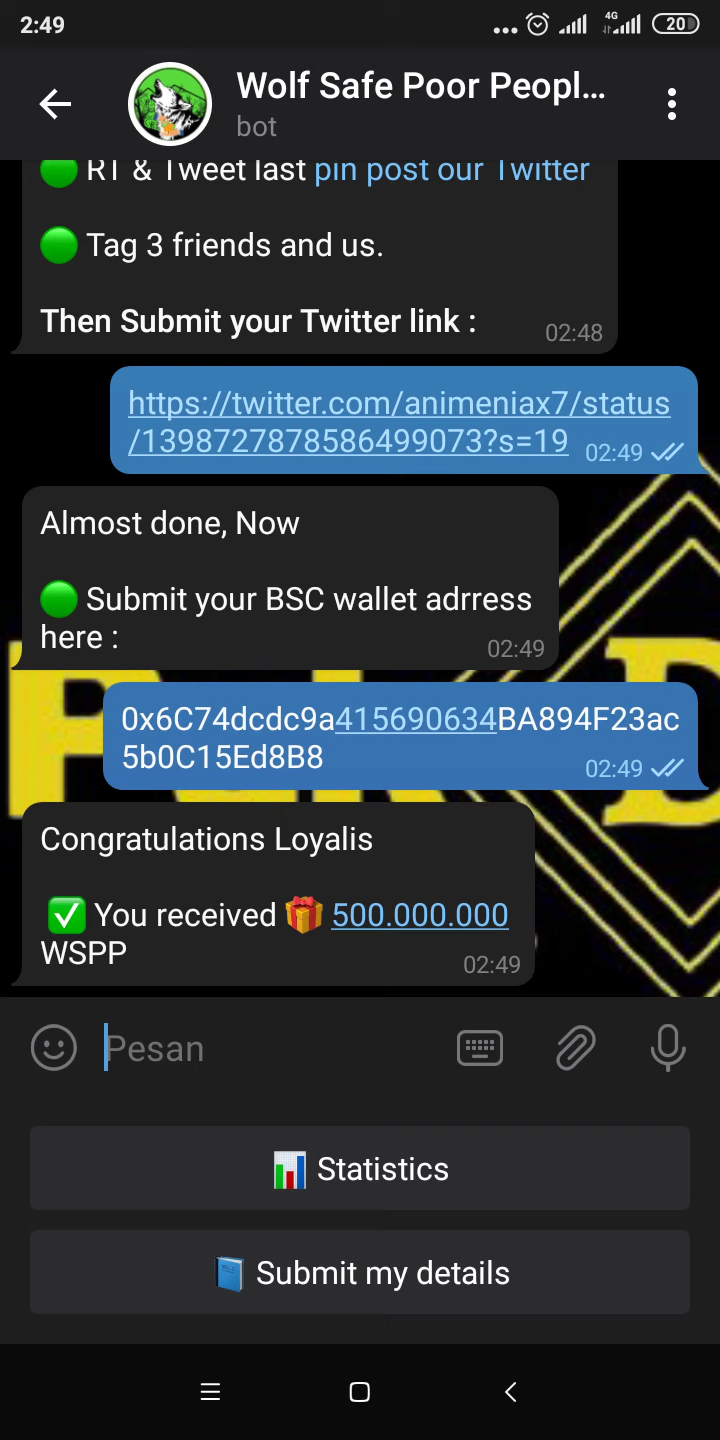 2:49
4G
20
Wolf Safe Poor Peopl...
bot
RT & Tweet last pin post our Twitter
Tag 3 friends and us.
Then Submit your Twitter link :
02:48
https://twitter.com/animeniax7/status
/1398727878586499073?s=19
02:49
Almost done, Now
Submit your BSC wallet adrress
here :
02:49
0x6C74dcdc9a415690634BA894F23ac
5b0C15Ed8B8
02:49
Congratulations Loyalis
You received 500.000.000
WSPP
02:49
Pesan
Statistics
Submit my details